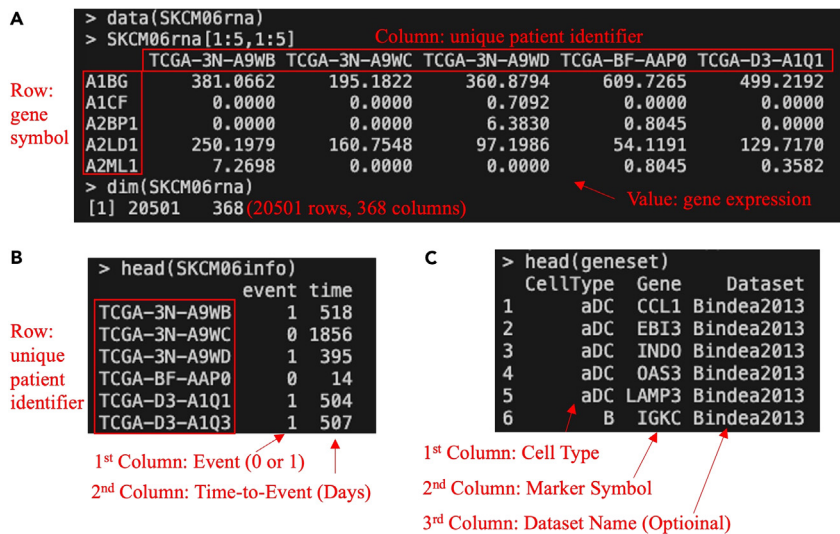 A
> data(SKCM06rna)
> SKCM06rna[1:5,1:5]
Column: unique patient identifier
TCGA-3N-A9WB TCGA-3N-A9WC TCGA-3N-A9WD TCGA-BF-AAP0 TCGA-D3-A1Q1
Row:
gene
symbol
A1BG 381.0662 195.1822 360.8794 609.7265 499.2192
A1CF 0.0000 0.0000 0.7092 0.0000 0.0000
A2BP1 0.0000 0.0000 6.3830 0.8045 0.0000
A2LD1 250.1979 160.7548 97.1986 54.1191 129.7170
A2ML1 7.2698 0.0000 0.0000 0.8045 0.3582
> dim(SKCM06rna)
Value: gene expression
[1] 20501 368 (20501 rows, 368 columns)
B
> head(SKCM06info)
event time
Row:
unique
patient
identifier
TCGA-3N-A9WB 1 518
TCGA-3N-A9WC 0 1856
TCGA-3N-A9WD 1 395
TCGA-BF-AAP0 0 14
TCGA-D3-A1Q1 1 504
TCGA-D3-A1Q3 1 507
1st Column: Event (0 or 1)
2nd Column: Time-to-Event (Days)
C
> head(geneset)
CellType Gene Dataset
1 aDC CCL1 Bindea2013
2 aDC EBI3 Bindea2013
3 aDC INDO Bindea2013
4 aDC OAS3 Bindea2013
5 aDC LAMP3 Bindea2013
6 B IGKC Bindea2013
1st Column: Cell Type
2nd Column: Marker Symbol
3rd Column: Dataset Name (Optioinal)